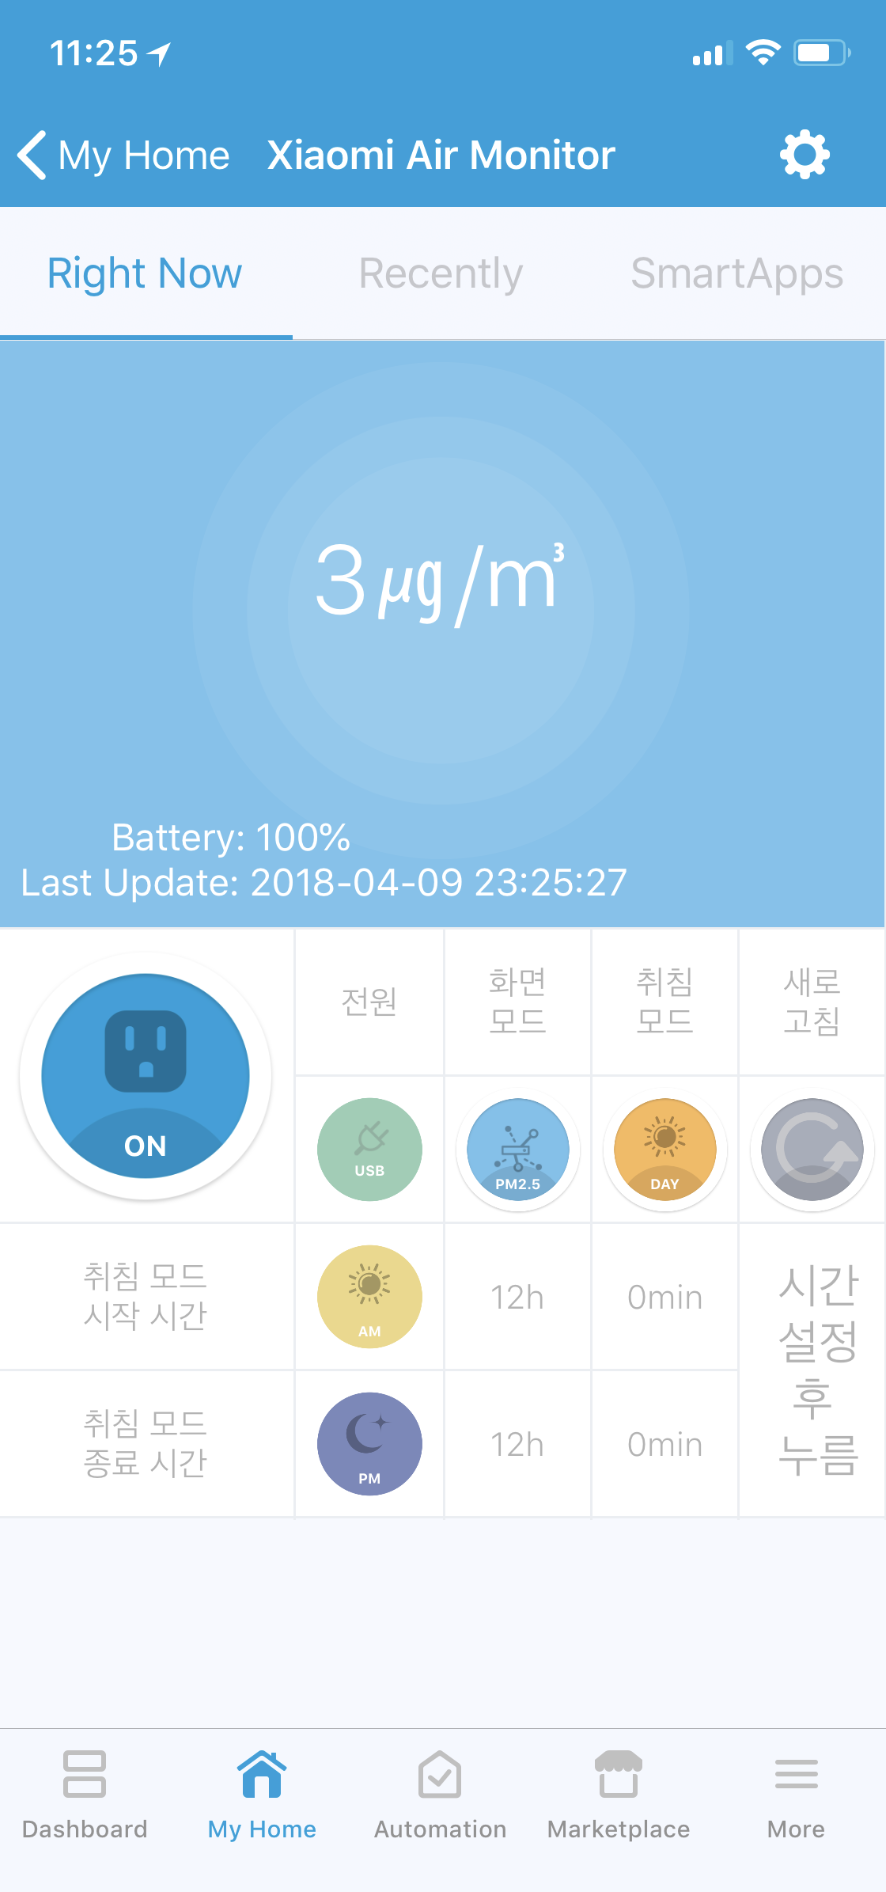 11:25
My Home Xiaomi Air Monitor
Right Now Recently SmartApps
3㎍/㎥
Battery: 100%
Last Update: 2018-04-09 23:25:27
전원
화면
모드
취침
모드
새로
고침
ON
USB
PM2.5
DAY
취침 모드
시작 시간
AM
12h
0min
시간
설정
후
누름
취침 모드
종료 시간
PM
12h
0min
Dashboard My Home Automation Marketplace More